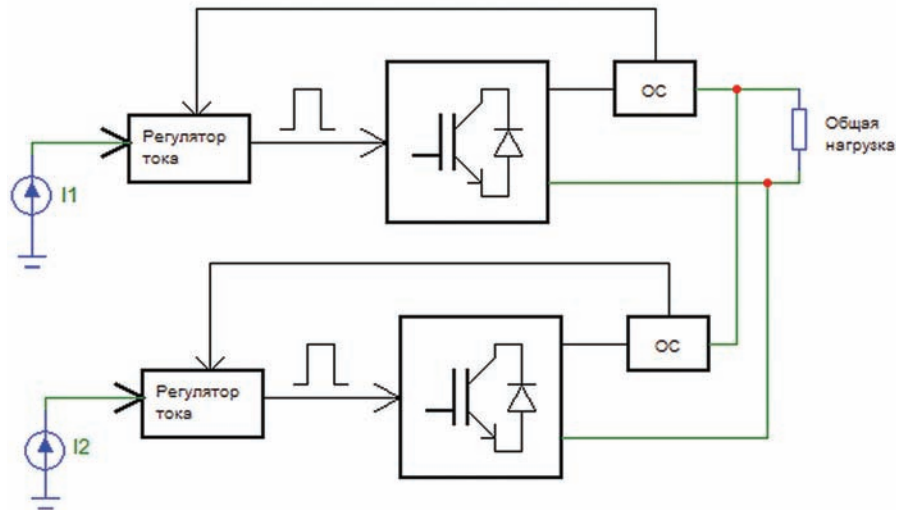 ОС
Регулятор
тока
Общая
нагрузка
I1
ОС
Регулятор
тока
I2